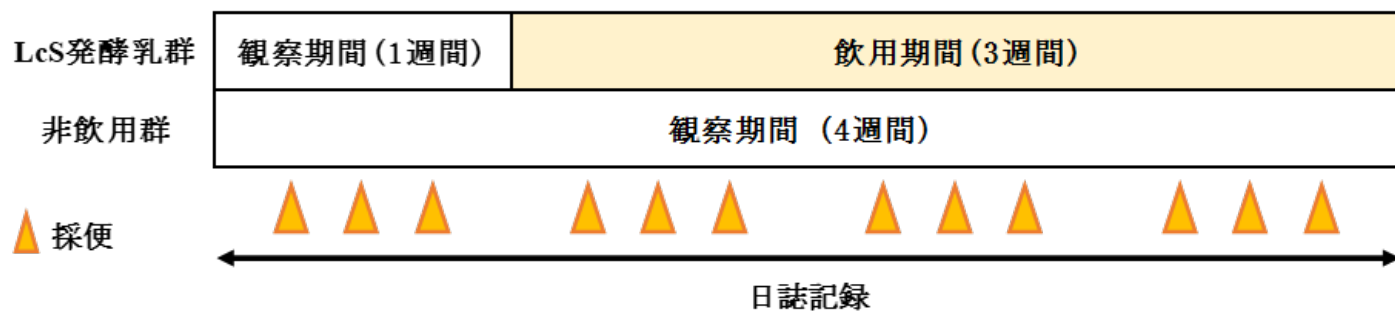 LcS発酵乳群
観察期間(1週間)
飲用期間(3週間)
非飲用群
観察期間 (4週間)
採便
日誌記録